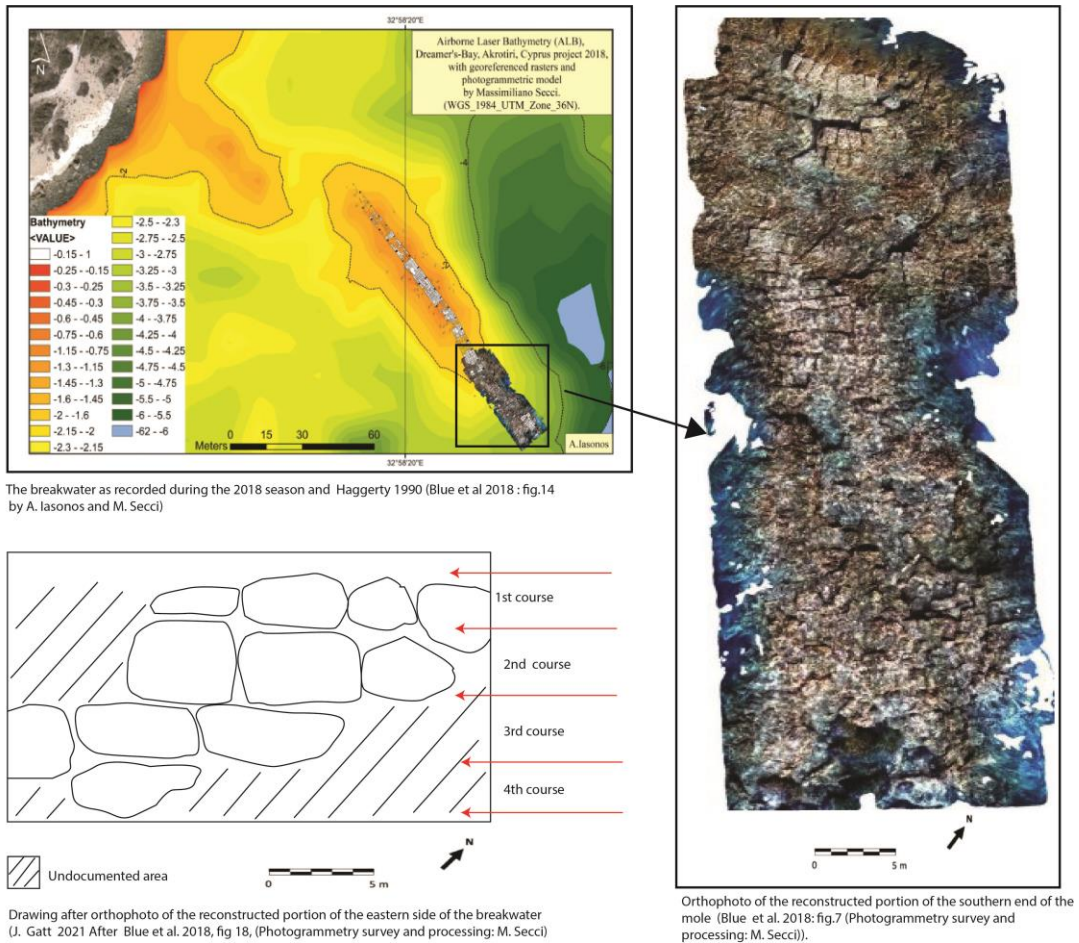 32°58'20"E
Airborne Laser Bathymetry (ALB),
Dreamer's-Bay, Akrotiri, Cyprus project 2018,
with georeferenced rasters and
photogrammetric model
by Massimiliano Secci.
(WGS_1984_UTM_Zone_36N).
N
-2
-4
Bathymetry
<VALUE>
-0.15 - 1
-0.25 - -0.15
-0.3 - -0.25
-0.45 - -0.3
-0.6 - -0.45
-0.75 - -0.6
-1.15 - -0.75
-1.3 - -1.15
-1.45 - -1.3
-1.6 - -1.45
-2 - -1.6
-2.15 - -2
-2.3 - -2.15
-2.5 - -2.3
-2.75 - -2.5
-3 - -2.75
-3.25 - -3
-3.5 - -3.25
-3.75 - -3.5
-4 - -3.75
-4.25 - -4
-4.5 - -4.25
-4.75 - -4.5
-5 - -4.75
-5.5 - -5
-6 - -5.5
-62 - -6
Meters
0 15 30 60
A.Iasonos
32°58'20"E
The breakwater as recorded during the 2018 season and Haggerty 1990 (Blue et al 2018 : fig.14
by A. Iasonos and M. Secci)
1st course
2nd course
3rd course
4th course
Undocumented area
0 5 m
N
Drawing after orthophoto of the reconstructed portion of the eastern side of the breakwater
(J. Gatt 2021 After Blue et al. 2018, fig 18, (Photogrammetry survey and processing: M. Secci)
N
0 5 m
Orthophoto of the reconstructed portion of the southern end of the
mole (Blue et al. 2018: fig.7 (Photogrammetry survey and
processing: M. Secci)).